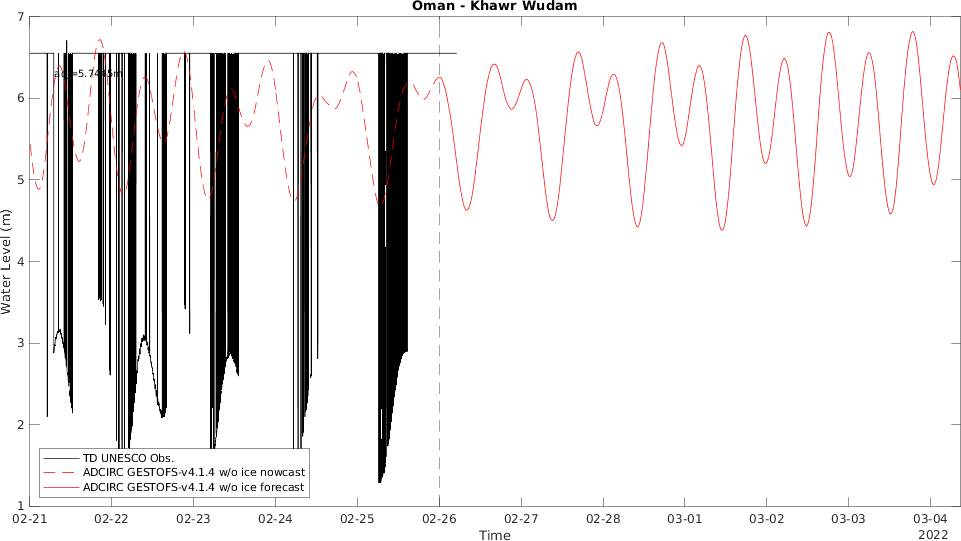 Oman - Khawr Wudam
7
6
5
4
3
2
1
Water Level (m)
TD UNESCO Obs.
ADCIRC GESTOFS-v4.1.4 w/o ice nowcast
ADCIRC GESTOFS-v4.1.4 w/o ice forecast
02-21 02-22 02-23 02-24 02-25 02-26 02-27 02-28 03-01 03-02 03-03 03-04
Time
2022